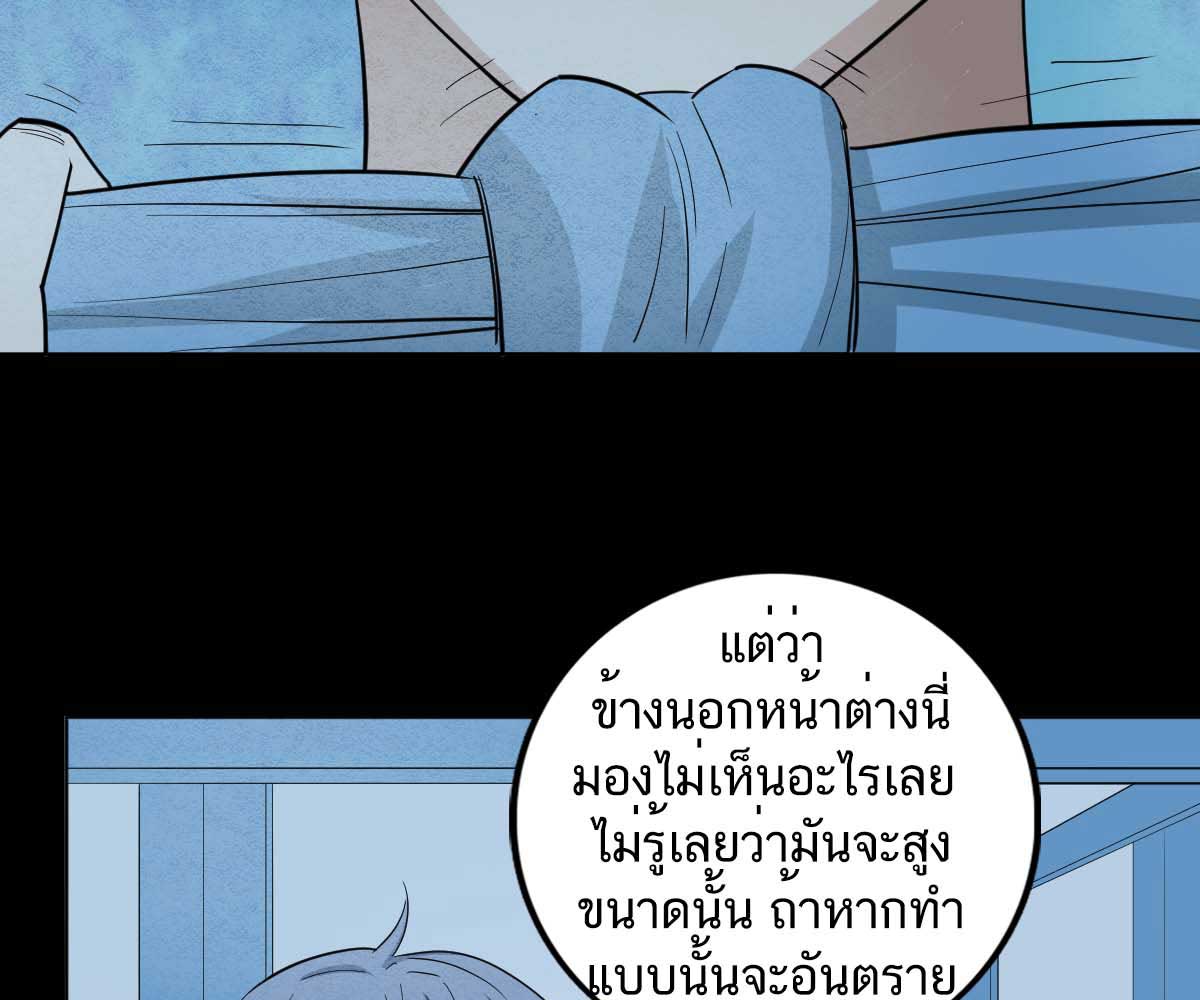 แต่ว่า
ข้างนอกหน้าต่างนี่
มองไม่เห็นอะไรเลย
ไม่รู้เลยว่ามันจะสูง
ขนาดนั้น ถ้าหากทำ
แบบนั้นจะอันตราย